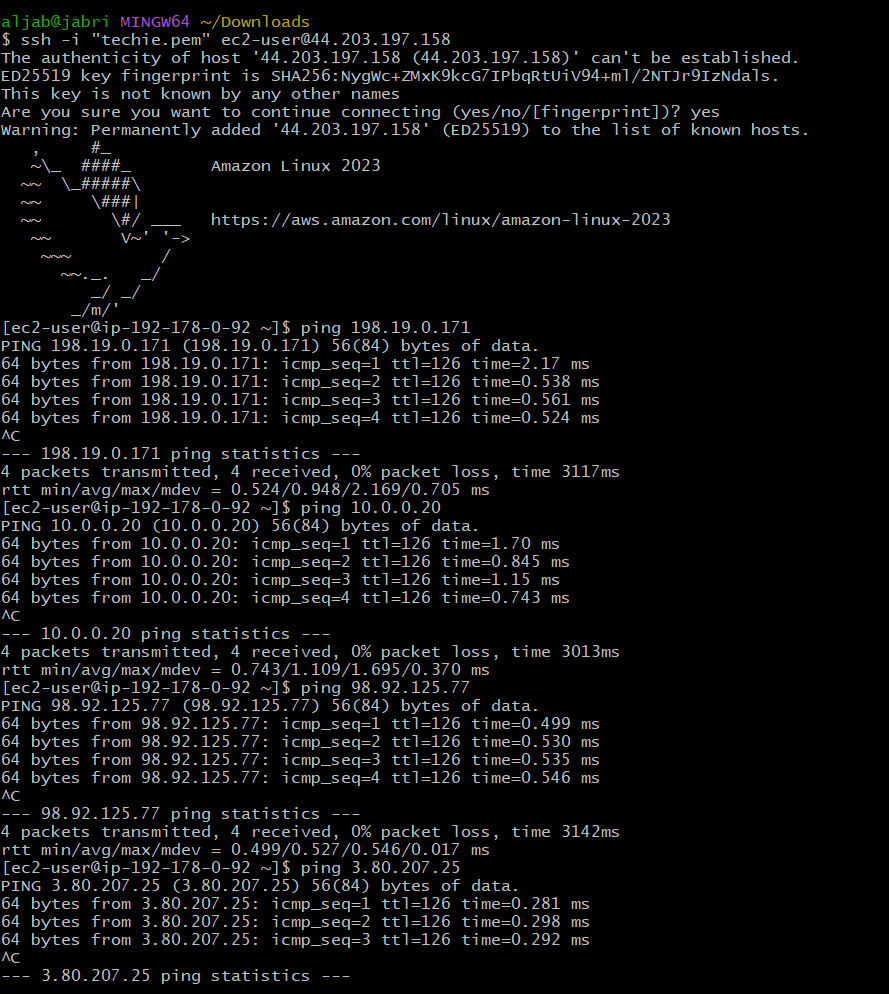 aljab@jabri MINGW64 ~/Downloads
$ ssh -i "techie.pem" ec2-user@44.203.197.158
The authenticity of host '44.203.197.158 (44.203.197.158)' can't be established.
ED25519 key fingerprint is SHA256:NygWc+ZMxK9kcG7IPbqRtUiV94+ml/2NTJr9IzNdals.
This key is not known by any other names
Are you sure you want to continue connecting (yes/no/[fingerprint])? yes
Warning: Permanently added '44.203.197.158' (ED25519) to the list of known hosts.
   ,     #_
   ~\_  ####_        Amazon Linux 2023
  ~~  \_#####\
  ~~     \###|
  ~~       \#/ ___   https://aws.amazon.com/linux/amazon-linux-2023
   ~~       V~' '->
    ~~~         /
      ~~._.   _/
         _/ _/
       _/m/'
[ec2-user@ip-192-178-0-92 ~]$ ping 198.19.0.171
PING 198.19.0.171 (198.19.0.171) 56(84) bytes of data.
64 bytes from 198.19.0.171: icmp_seq=1 ttl=126 time=2.17 ms
64 bytes from 198.19.0.171: icmp_seq=2 ttl=126 time=0.538 ms
64 bytes from 198.19.0.171: icmp_seq=3 ttl=126 time=0.561 ms
64 bytes from 198.19.0.171: icmp_seq=4 ttl=126 time=0.524 ms
^C
--- 198.19.0.171 ping statistics ---
4 packets transmitted, 4 received, 0% packet loss, time 3117ms
rtt min/avg/max/mdev = 0.524/0.948/2.169/0.705 ms
[ec2-user@ip-192-178-0-92 ~]$ ping 10.0.0.20
PING 10.0.0.20 (10.0.0.20) 56(84) bytes of data.
64 bytes from 10.0.0.20: icmp_seq=1 ttl=126 time=1.70 ms
64 bytes from 10.0.0.20: icmp_seq=2 ttl=126 time=0.845 ms
64 bytes from 10.0.0.20: icmp_seq=3 ttl=126 time=1.15 ms
64 bytes from 10.0.0.20: icmp_seq=4 ttl=126 time=0.743 ms
^C
--- 10.0.0.20 ping statistics ---
4 packets transmitted, 4 received, 0% packet loss, time 3013ms
rtt min/avg/max/mdev = 0.743/1.109/1.695/0.370 ms
[ec2-user@ip-192-178-0-92 ~]$ ping 98.92.125.77
PING 98.92.125.77 (98.92.125.77) 56(84) bytes of data.
64 bytes from 98.92.125.77: icmp_seq=1 ttl=126 time=0.499 ms
64 bytes from 98.92.125.77: icmp_seq=2 ttl=126 time=0.530 ms
64 bytes from 98.92.125.77: icmp_seq=3 ttl=126 time=0.535 ms
64 bytes from 98.92.125.77: icmp_seq=4 ttl=126 time=0.546 ms
^C
--- 98.92.125.77 ping statistics ---
4 packets transmitted, 4 received, 0% packet loss, time 3142ms
rtt min/avg/max/mdev = 0.499/0.527/0.546/0.017 ms
[ec2-user@ip-192-178-0-92 ~]$ ping 3.80.207.25
PING 3.80.207.25 (3.80.207.25) 56(84) bytes of data.
64 bytes from 3.80.207.25: icmp_seq=1 ttl=126 time=0.281 ms
64 bytes from 3.80.207.25: icmp_seq=2 ttl=126 time=0.298 ms
64 bytes from 3.80.207.25: icmp_seq=3 ttl=126 time=0.292 ms
^C
--- 3.80.207.25 ping statistics ---